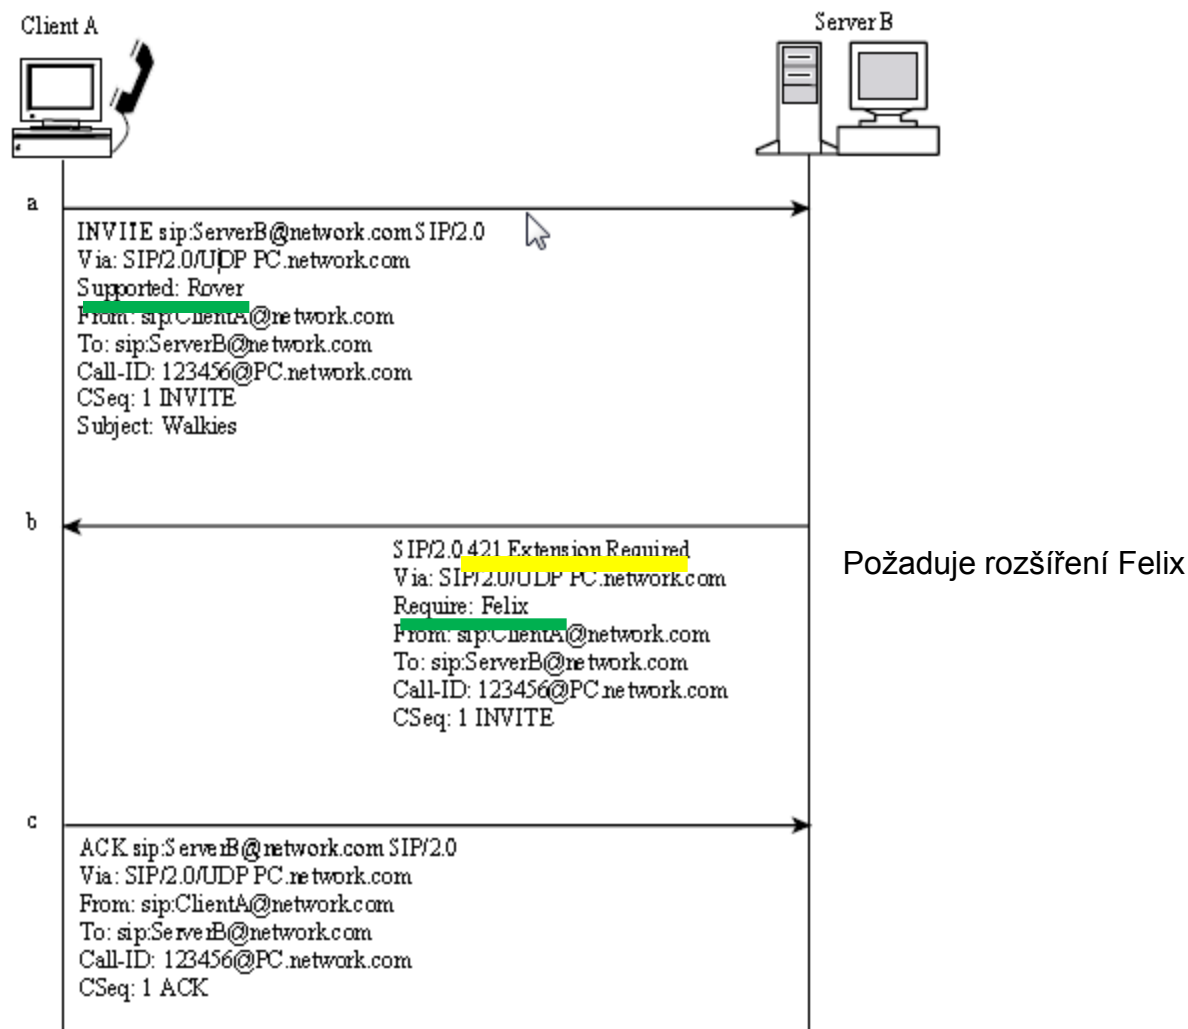 Client A
Server B
a
INVITE sip:ServerB@network.com SIP/2.0
Via: SIP/2.0/UDP PC.network.com
Supported: Rover
From: sip:ClientA@network.com
To: sip:ServerB@network.com
Call-ID: 123456@PC.network.com
CSeq: 1 INVITE
Subject: Walkies
b
SIP/2.0 421 Extension Required
Via: SIP/2.0/UDP PC.network.com
Require: Felix
From: sip:ClientA@network.com
To: sip:ServerB@network.com
Call-ID: 123456@PC.network.com
CSeq: 1 INVITE
Požaduje rozšíření Felix
c
ACK sip:ServerB@network.com SIP/2.0
Via: SIP/2.0/UDP PC.network.com
From: sip:ClientA@network.com
To: sip:ServerB@network.com
Call-ID: 123456@PC.network.com
CSeq: 1 ACK